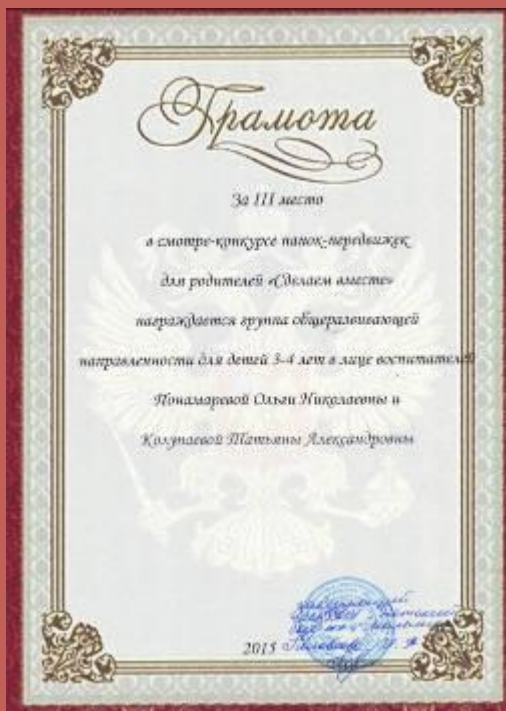 Грамота
За III место
в смотре-конкурсе папок-передвижек
для родителей «Сделаем вместе»
награждается группа общеразвивающей
направленности для детей 3-4 лет в лице воспитателей
Понамаревой Ольги Николаевны и
Колупаевой Татьяны Александровны
2015